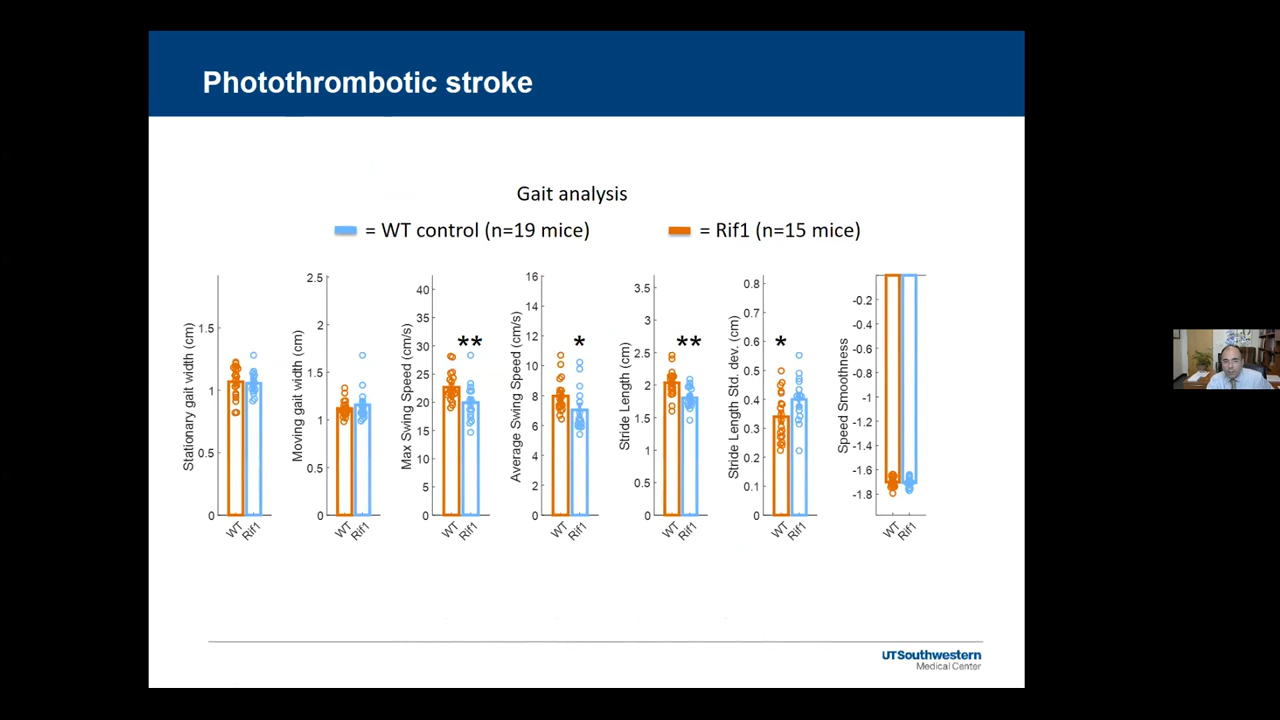 Photothrombotic stroke
Gait analysis
= WT control (n=19 mice)
= Rif1 (n=15 mice)
Stationary gait width (cm)
1.5
1
0.5
0
WT
Rif1
Moving gait width (cm)
2.5
2
1.5
1
0.5
0
WT
Rif1
Max Swing Speed (cm/s)
40
35
30
25
20
15
10
5
0
**
WT
Rif1
Average Swing Speed (cm/s)
16
14
12
10
8
6
4
2
0
*
WT
Rif1
Stride Length (cm)
3.5
3
2.5
2
1.5
1
0.5
0
**
WT
Rif1
Stride Length Std. dev. (cm)
0.8
0.7
0.6
0.5
0.4
0.3
0.2
0.1
0
*
WT
Rif1
Speed Smoothness
-0.2
-0.4
-0.6
-0.8
-1
-1.2
-1.4
-1.6
-1.8
WT
Rif1
UTSouthwestern
Medical Center